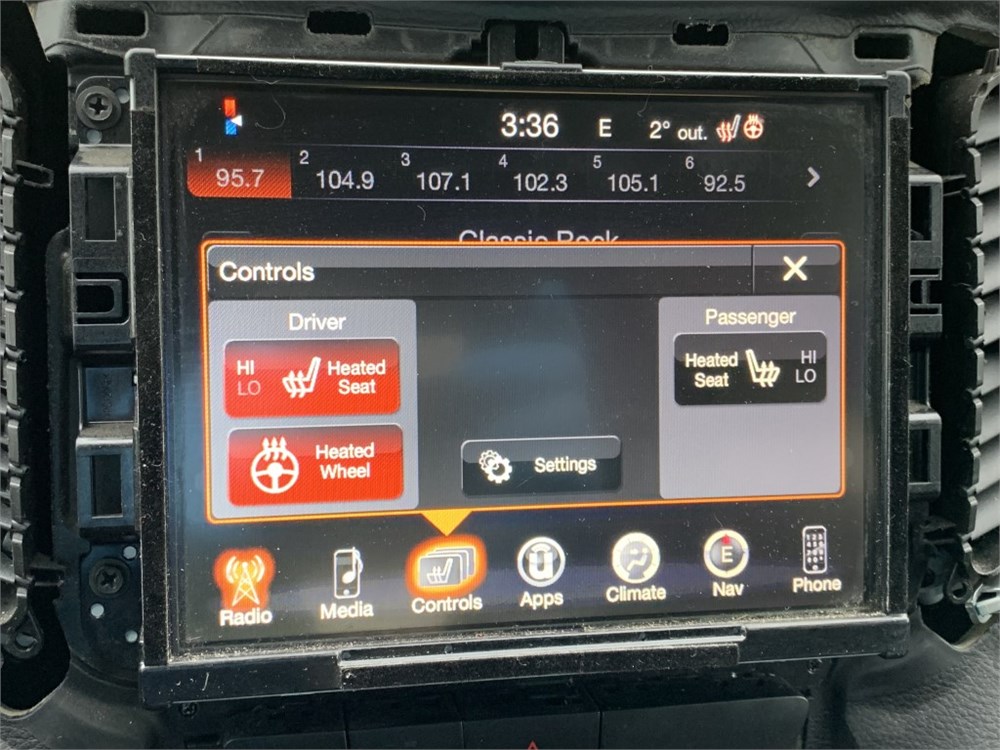 3:36 E 2° out.
1 95.7 2 104.9 3 107.1 4 102.3 5 105.1 6 92.5
Classic Rock
Controls
Driver
HI
LO
Heated
Seat
Heated
Wheel
Settings
Passenger
Heated
Seat
HI
LO
Radio
Media
Controls
Apps
Climate
E
Nav
Phone